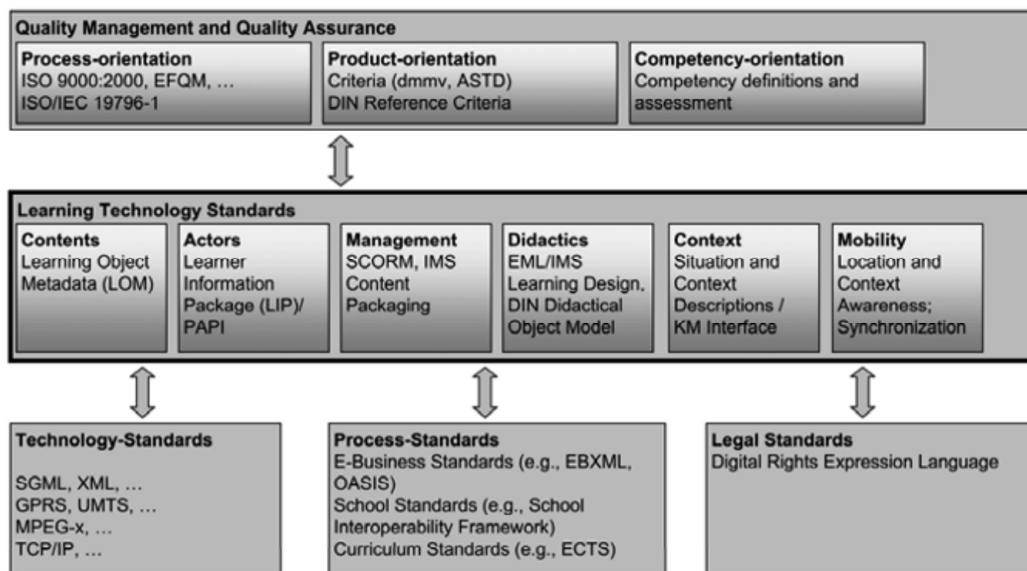 Quality Management and Quality Assurance
Process-orientation
ISO 9000:2000, EFQM, …
ISO/IEC 19796-1
Product-orientation
Criteria (dmmv, ASTD)
DIN Reference Criteria
Competency-orientation
Competency definitions and
assessment
Learning Technology Standards
Contents
Learning Object
Metadata (LOM)
Actors
Learner
Information
Package (LIP)/
PAPI
Management
SCORM, IMS
Content
Packaging
Didactics
EML/IMS
Learning Design.
DIN Didactical
Object Model
Context
Situation and
Context
Descriptions /
KM Interface
Mobility
Location and
Context
Awareness;
Synchronization
Technology-Standards
SGML, XML, …
GPRS, UMTS, …
MPEG-x, …
TCP/IP, …
Process-Standards
E-Business Standards (e.g., EBXML,
OASIS)
School Standards (e.g., School
Interoperability Framework)
Curriculum Standards (e.g., ECTS)
Legal Standards
Digital Rights Expression Language